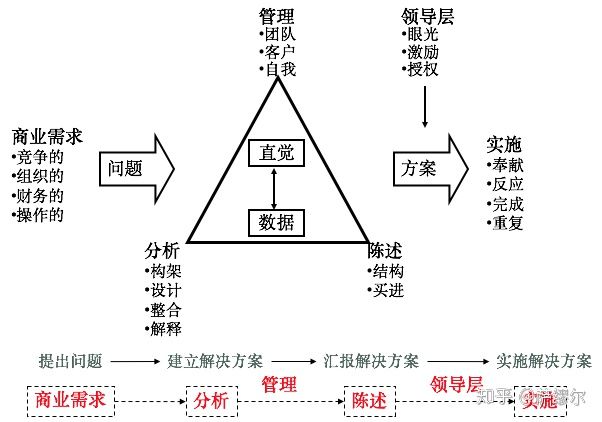 管理
•团队
•客户
•自我
领导层
•眼光
•激励
•授权
商业需求
•竞争的
•组织的
•财务的
•操作的
问题
直觉
数据
方案
实施
•奉献
•反应
•完成
•重复
分析
•构架
•设计
•整合
•解释
陈述
•结构
•买进
提出问题
建立解决方案
汇报解决方案
实施解决方案
商业需求
分析
管理
陈述
领导层
实施
知乎